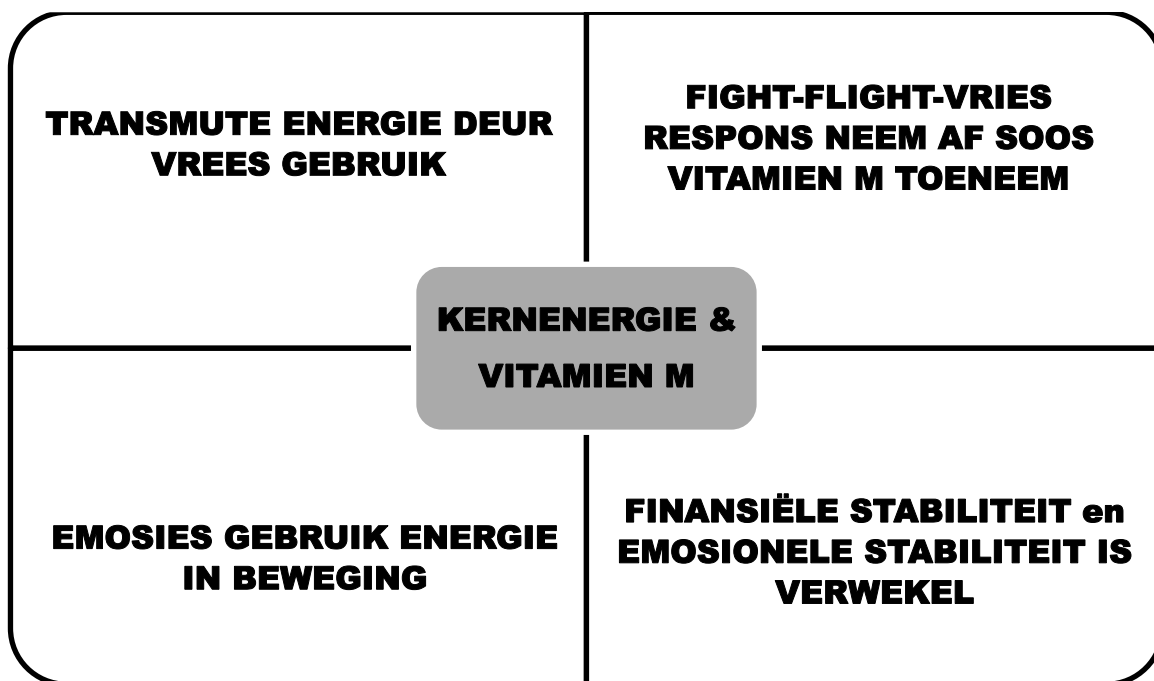 TRANSMUTE ENERGIE DEUR
VREES GEBRUIK
FIGHT-FLIGHT-VRIES
RESPONS NEEM AF SOOS
VITAMIEN M TOENEEM
KERNENERGIE &
VITAMIEN M
EMOSIES GEBRUIK ENERGIE
IN BEWEGING
FINANSIËLE STABILITEIT en
EMOSIONELE STABILITEIT IS
VERWEKEL